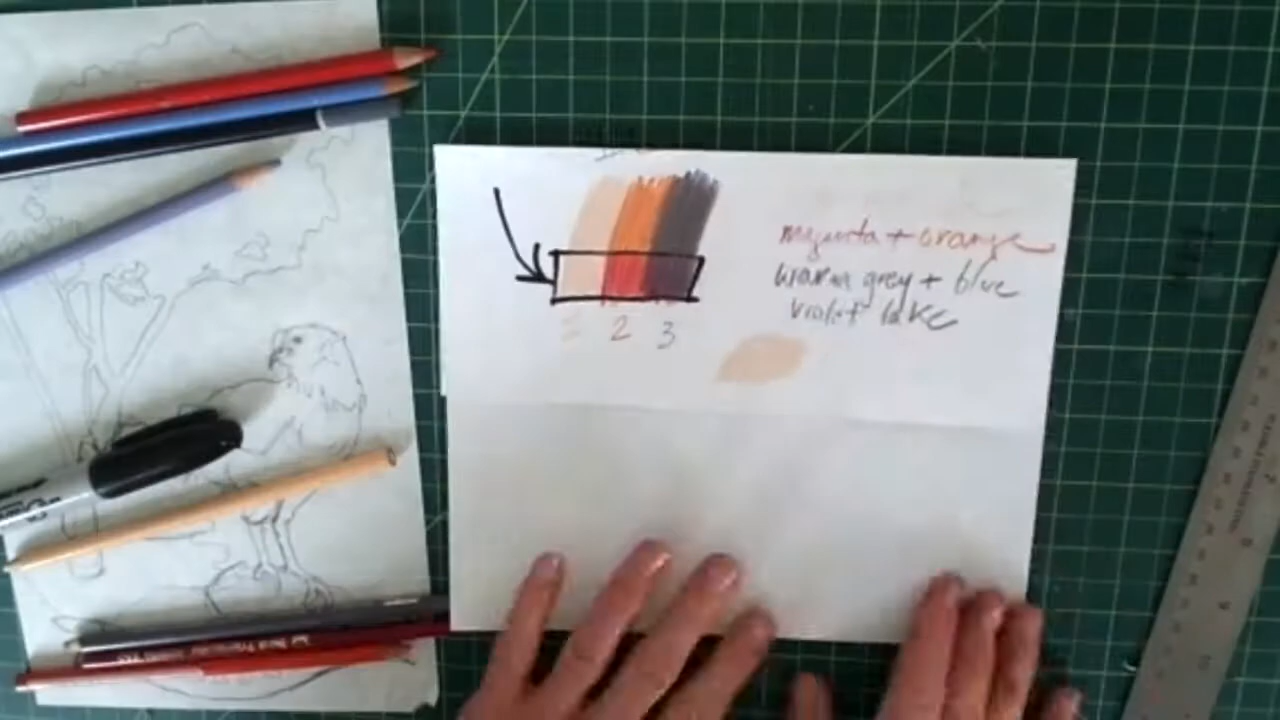 magenta + orange
warm grey + blue
violet lake
2 3